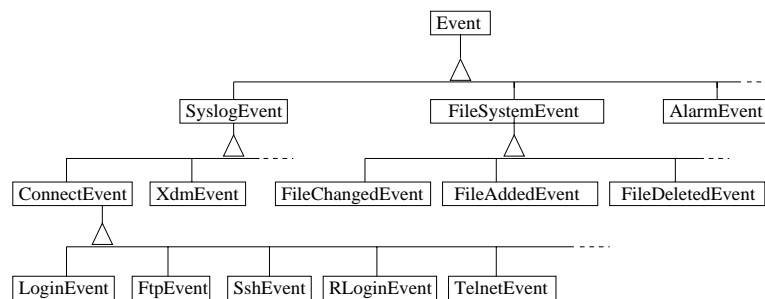 Event
SyslogEvent FileSystemEvent AlarmEvent
ConnectEvent XdmEvent FileChangedEvent FileAddedEvent FileDeletedEvent
LoginEvent FtpEvent SshEvent RLoginEvent TelnetEvent